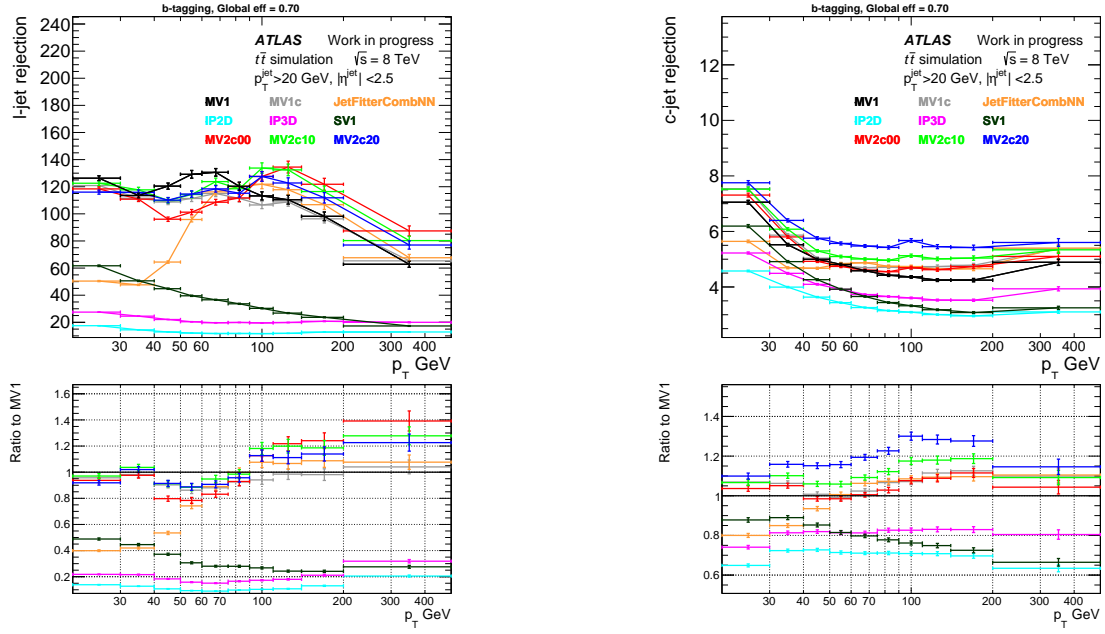 b-tagging, Global eff = 0.70
l-jet rejection
240
220
200
180
160
140
120
100
80
60
40
20
ATLAS Work in progress
tt̄ simulation √s = 8 TeV
p_T^jet>20 GeV, |η^jet| <2.5
MV1 MV1c JetFitterCombNN
IP2D IP3D SV1
MV2c00 MV2c10 MV2c20
30 40 50 60 70 100 200 300 400
p_T GeV
Ratio to MV1
1.6
1.4
1.2
1
0.8
0.6
0.4
0.2
30 40 50 60 70 100 200 300 400
p_T GeV
b-tagging, Global eff = 0.70
c-jet rejection
12
10
8
6
4
ATLAS Work in progress
tt̄ simulation √s = 8 TeV
p_T^jet>20 GeV, |η^jet| <2.5
MV1 MV1c JetFitterCombNN
IP2D IP3D SV1
MV2c00 MV2c10 MV2c20
30 40 50 60 70 100 200 300 400
p_T GeV
Ratio to MV1
1.4
1.2
1
0.8
0.6
30 40 50 60 70 100 200 300 400
p_T GeV